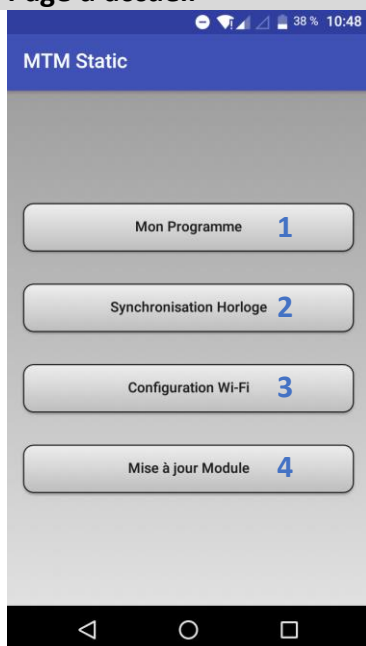 Page d'accueil
38 % 10:48
MTM Static
Mon Programme 1
Synchronisation Horloge 2
Configuration Wi-Fi 3
Mise à jour Module 4